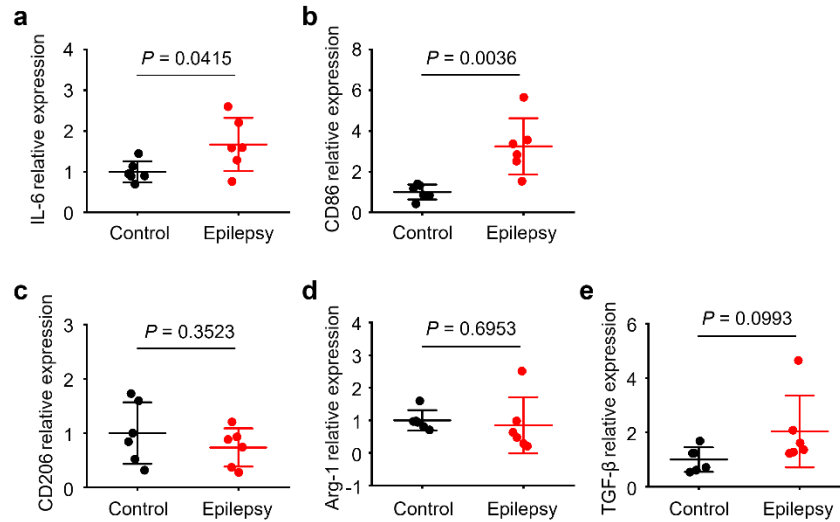 a
IL-6 relative expression
4
3
2
1
0
P = 0.0415
Control
Epilepsy
b
CD86 relative expression
8
6
4
2
0
P = 0.0036
Control
Epilepsy
c
CD206 relative expression
3
2
1
0
P = 0.3523
Control
Epilepsy
d
Arg-1 relative expression
4
3
2
1
0
-1
P = 0.6953
Control
Epilepsy
e
TGF-β relative expression
6
4
2
0
P = 0.0993
Control
Epilepsy